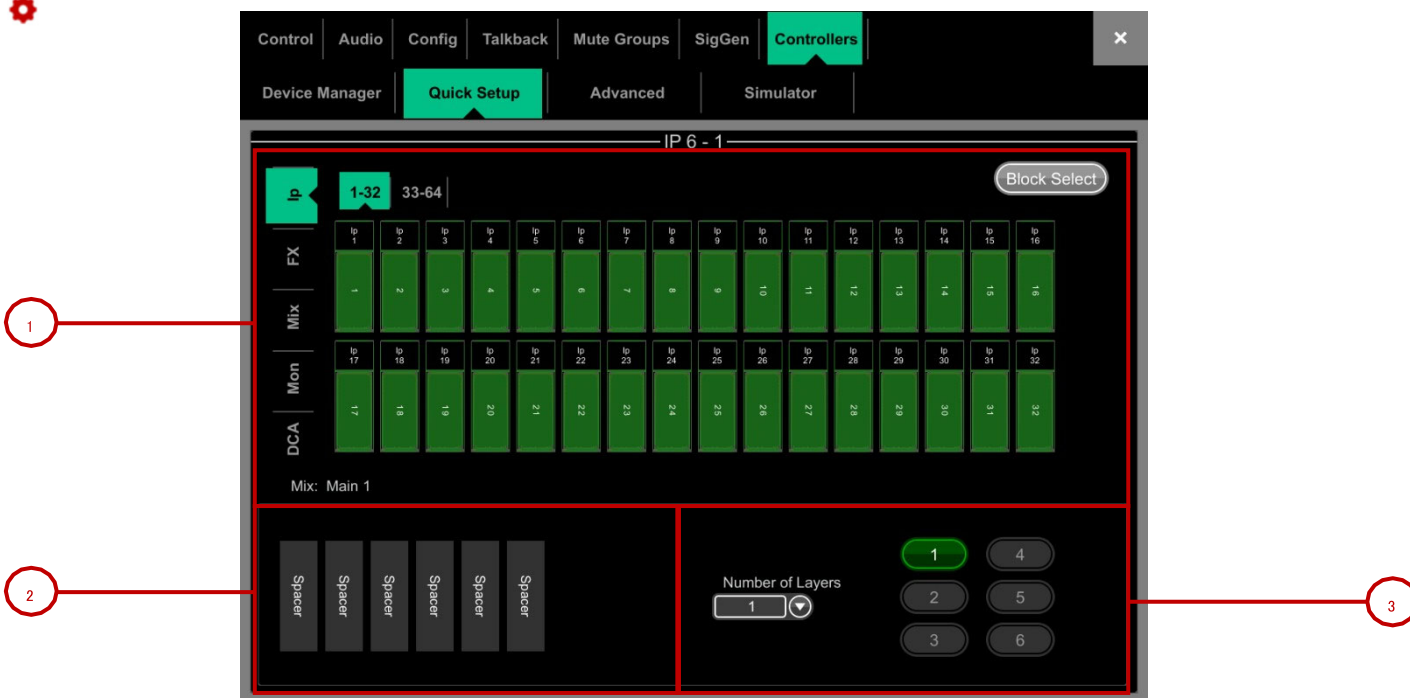 Control Audio Config Talkback Mute Groups SigGen Controllers ×
Device Manager Quick Setup Advanced Simulator
IP 6 - 1
Ip 1-32 33-64 Block Select
Ip 1 Ip 2 Ip 3 Ip 4 Ip 5 Ip 6 Ip 7 Ip 8 Ip 9 Ip 10 Ip 11 Ip 12 Ip 13 Ip 14 Ip 15 Ip 16
FX
1 2 3 4 5 6 7 8 9 10 11 12 13 14 15 16
Mix
1
Ip 17 Ip 18 Ip 19 Ip 20 Ip 21 Ip 22 Ip 23 Ip 24 Ip 25 Ip 26 Ip 27 Ip 28 Ip 29 Ip 30 Ip 31 Ip 32
Mon
17 18 19 20 21 22 23 24 25 26 27 28 29 30 31 32
DCA
Mix: Main 1
2
Spacer Spacer Spacer Spacer Spacer Spacer
Number of Layers
1
1 4
2 5
3 6
3